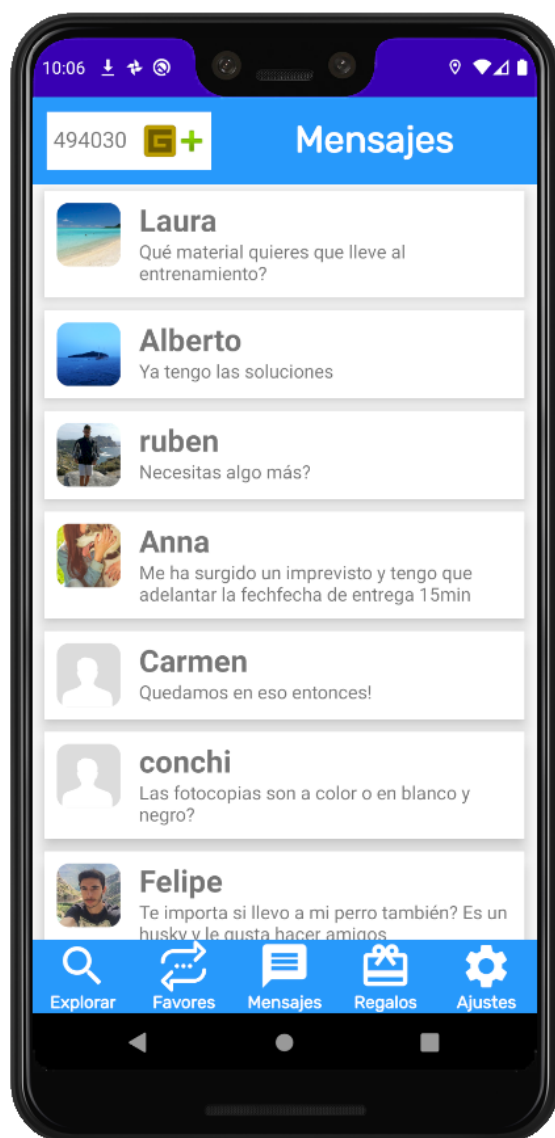 10:06
494030 G +
Mensajes
Laura
Qué material quieres que lleve al
entrenamiento?
Alberto
Ya tengo las soluciones
ruben
Necesitas algo más?
Anna
Me ha surgido un imprevisto y tengo que
adelantar la fechfecha de entrega 15min
Carmen
Quedamos en eso entonces!
conchi
Las fotocopias son a color o en blanco y
negro?
Felipe
Te importa si llevo a mi perro también? Es un
husky y le gusta hacer amigos
Explorar Favores Mensajes Regalos Ajustes